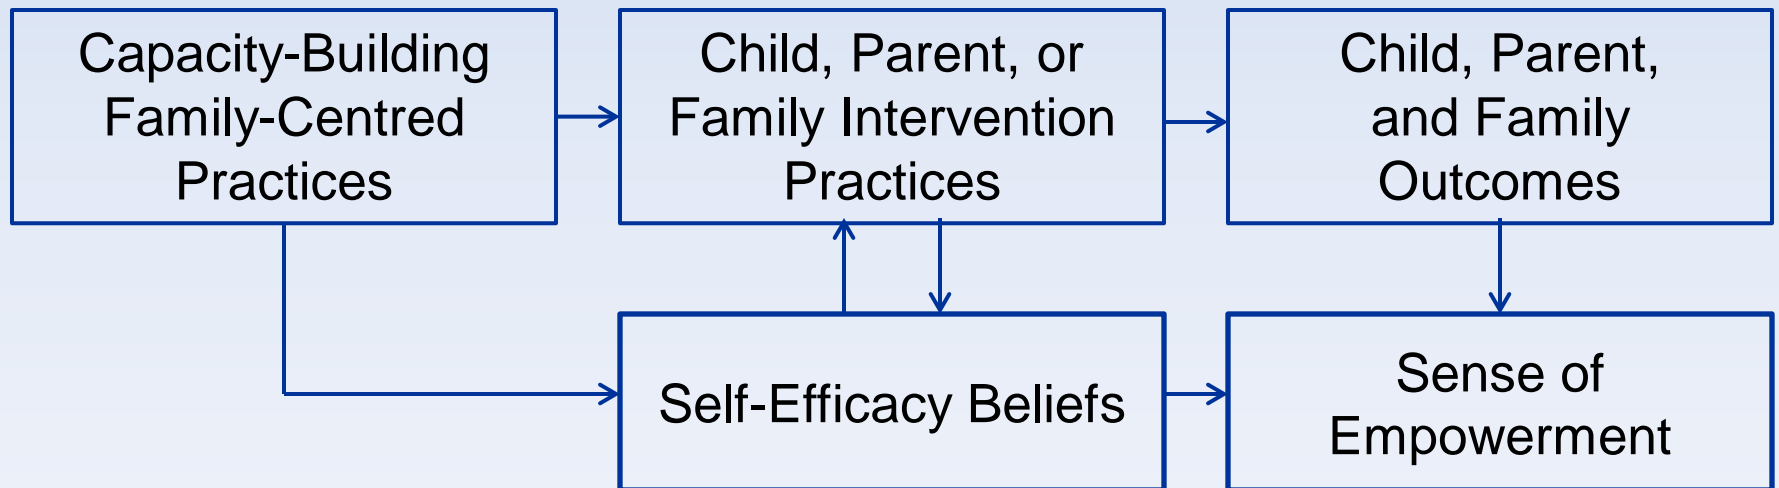 Capacity-Building
Family-Centred
Practices
Child, Parent, or
Family Intervention
Practices
Child, Parent,
and Family
Outcomes
Self-Efficacy Beliefs
Sense of
Empowerment